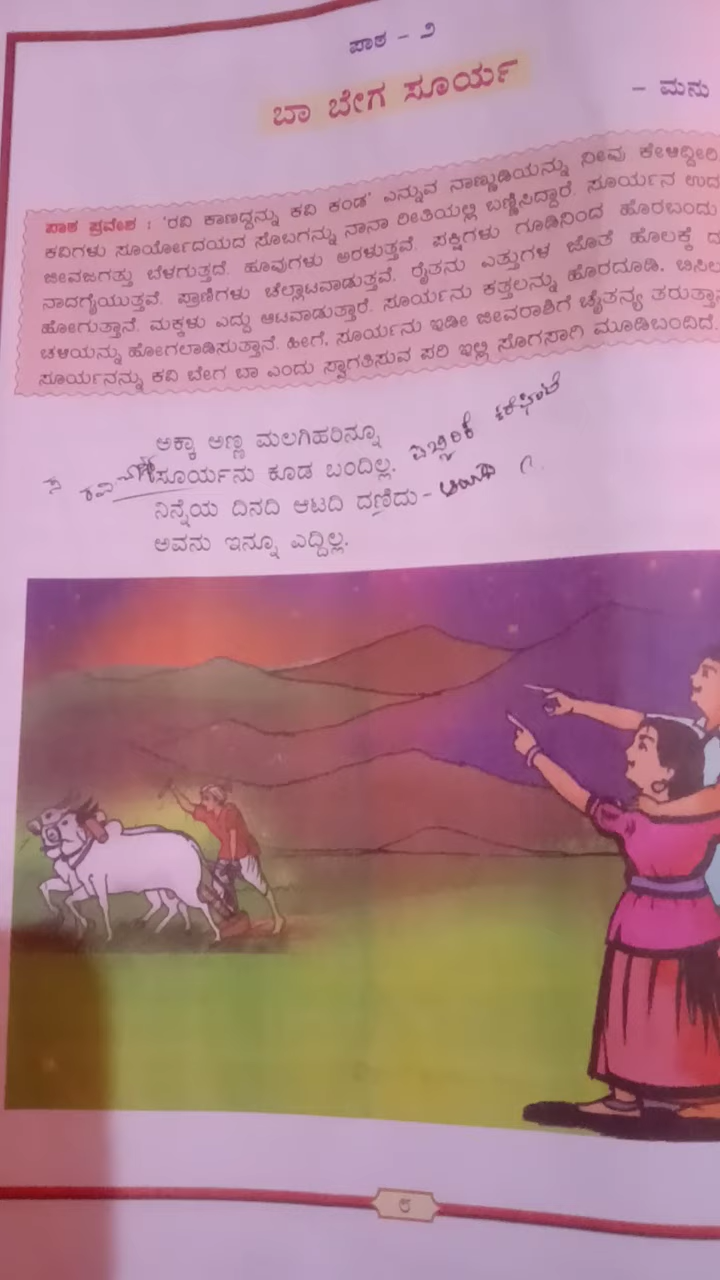 ಪಾಠ - ೨
ಬಾ ಬೇಗ ಸೂರ್ಯ
- ಮನು
ಪಾಠ ಪ್ರವೇಶ : 'ರವಿ ಕಾಣದ್ದನ್ನು ಕವಿ ಕಂಡ' ಎನ್ನುವ ನಾಣ್ಣುಡಿಯನ್ನು ನೀವು ಕೇಳಿದ್ದೀರಿ
ಕವಿಗಳು ಸೂರ್ಯೋದಯದ ಸೊಬಗನ್ನು ನಾನಾ ರೀತಿಯಲ್ಲಿ ಬಣ್ಣಿಸಿದ್ದಾರೆ. ಸೂರ್ಯನ ಉದ
ಜೀವಜಗತ್ತು ಬೆಳಗುತ್ತದೆ. ಹೂವುಗಳು ಅರಳುತ್ತವೆ. ಪಕ್ಷಿಗಳು ಗೂಡಿನಿಂದ ಹೊರಬಂದು
ನಾದಗೈಯುತ್ತವೆ. ಪ್ರಾಣಿಗಳು ಚೆಲ್ಲಾಟವಾಡುತ್ತವೆ. ರೈತನು ಎತ್ತುಗಳ ಜೊತೆ ಹೊಲಕ್ಕೆ ದ
ಹೋಗುತ್ತಾನೆ. ಮಕ್ಕಳು ಎದ್ದು ಆಟವಾಡುತ್ತಾರೆ. ಸೂರ್ಯನು ಕತ್ತಲನ್ನು ಹೊರದೂಡಿ, ಬಿಸಿಲ
ಚಳಿಯನ್ನು ಹೋಗಲಾಡಿಸುತ್ತಾನೆ. ಹೀಗೆ, ಸೂರ್ಯನು ಇಡೀ ಜೀವರಾಶಿಗೆ ಚೈತನ್ಯ ತರುತ್ತಾ
ಸೂರ್ಯನನ್ನು ಕವಿ ಬೇಗ ಬಾ ಎಂದು ಸ್ವಾಗತಿಸುವ ಪರಿ ಇಲ್ಲಿ ಸೊಗಸಾಗಿ ಮೂಡಿಬಂದಿದೆ.
ಅಕ್ಕಾ ಅಣ್ಣ ಮಲಗಿಹರಿನ್ನೂ
ಸೂರ್ಯನು ಕೂಡ ಬಂದಿಲ್ಲ.
ನಿನ್ನೆಯ ದಿನದಿ ಆಟದಿ ದಣಿದು -
ಅವನು ಇನ್ನೂ ಎದ್ದಿಲ್ಲ.
೮